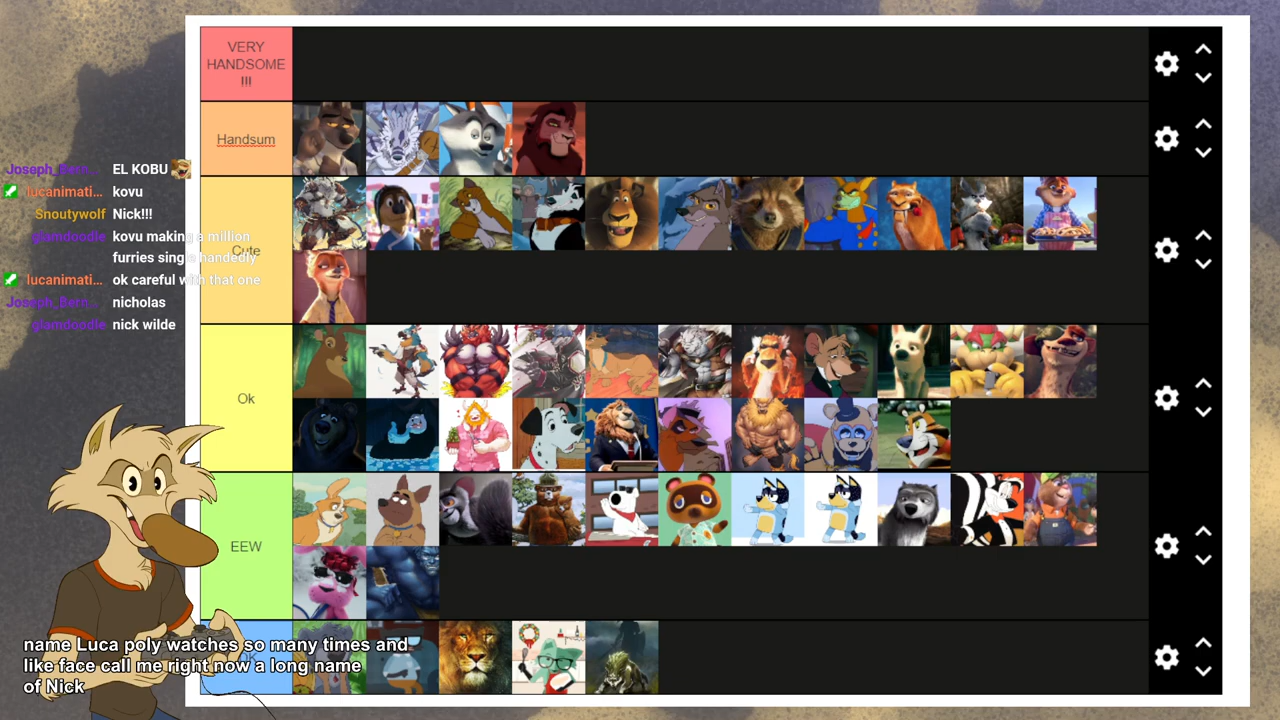 VERY
HANDSOME
!!!
Handsum
Joseph_Bern... EL KOBU
lucanimati... kovu
Snoutywolf Nick!!!
glamdoodle kovu making a million
furries single handedly
Cute
lucanimati... ok careful with that one
Joseph_Bern... nicholas
glamdoodle nick wilde
Ok
EEW
name Luca poly watches so many times and
like face call me right now a long name
of Nick